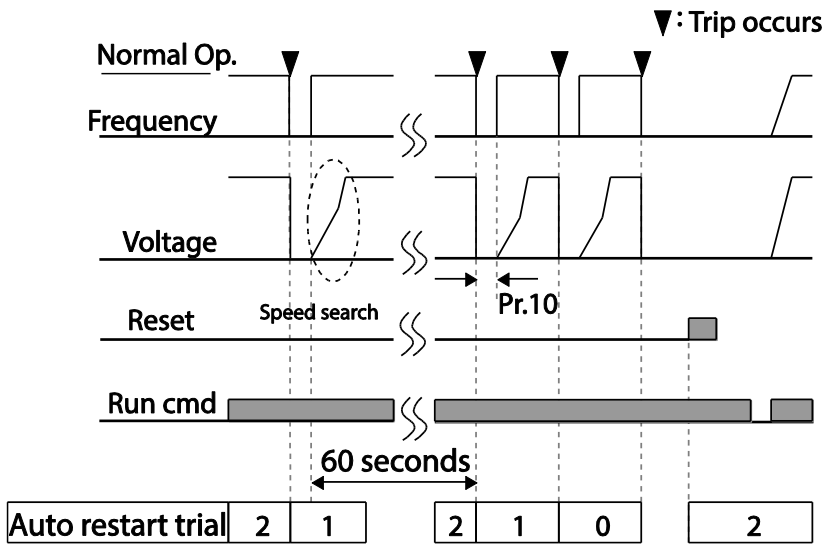 ▼: Trip occurs
Normal Op.
Frequency
Voltage
Pr.10
Speed search
Reset
Run cmd
60 seconds
Auto restart trial 2 1 2 1 0 2